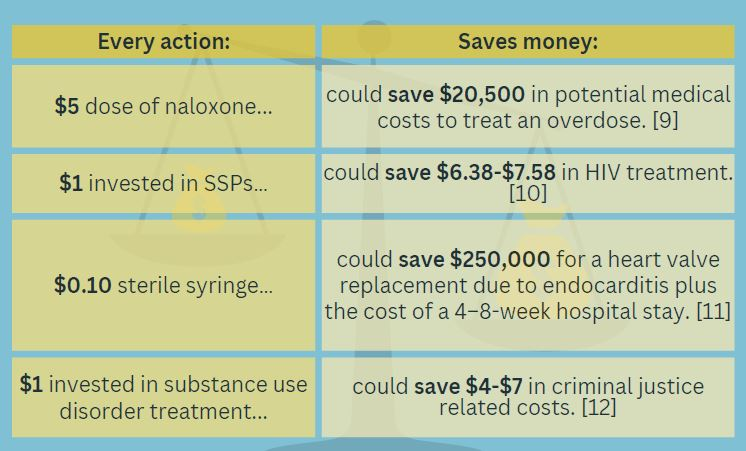 Every action:
Saves money:
$5 dose of naloxone...
could save $20,500 in potential medical
costs to treat an overdose. [9]
$1 invested in SSPs...
could save $6.38-$7.58 in HIV treatment.
[10]
$0.10 sterile syringe...
could save $250,000 for a heart valve
replacement due to endocarditis plus
the cost of a 4–8-week hospital stay. [11]
$1 invested in substance use
disorder treatment...
could save $4-$7 in criminal justice
related costs. [12]
$